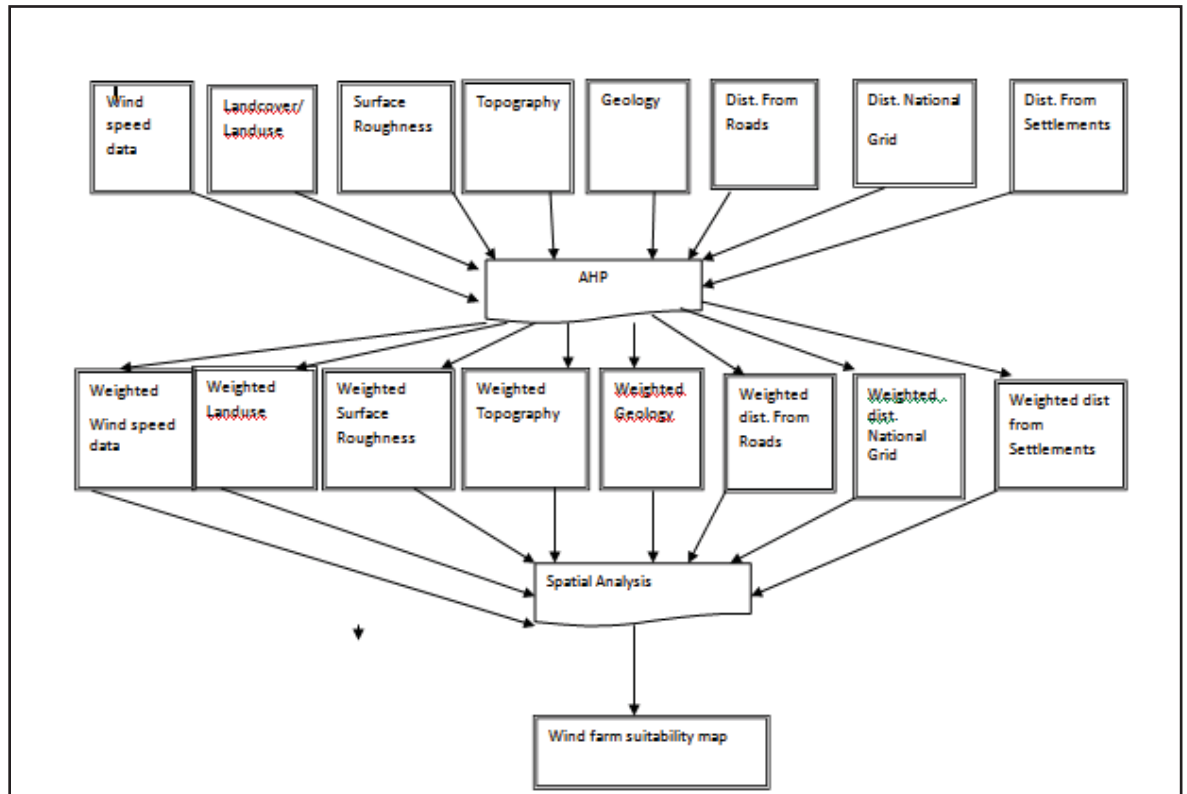 Wind
speed
data
Landcover/
Landuse
Surface
Roughness
Topography
Geology
Dist. From
Roads
Dist. National
Grid
Dist. From
Settlements
AHP
Weighted
Wind speed
data
Weighted
Landuse
Weighted
Surface
Roughness
Weighted
Topography
Weighted
Geology
Weighted
dist. From
Roads
Weighted
dist.
National
Grid
Weighted dist
from
Settlements
Spatial Analysis
Wind farm suitability map